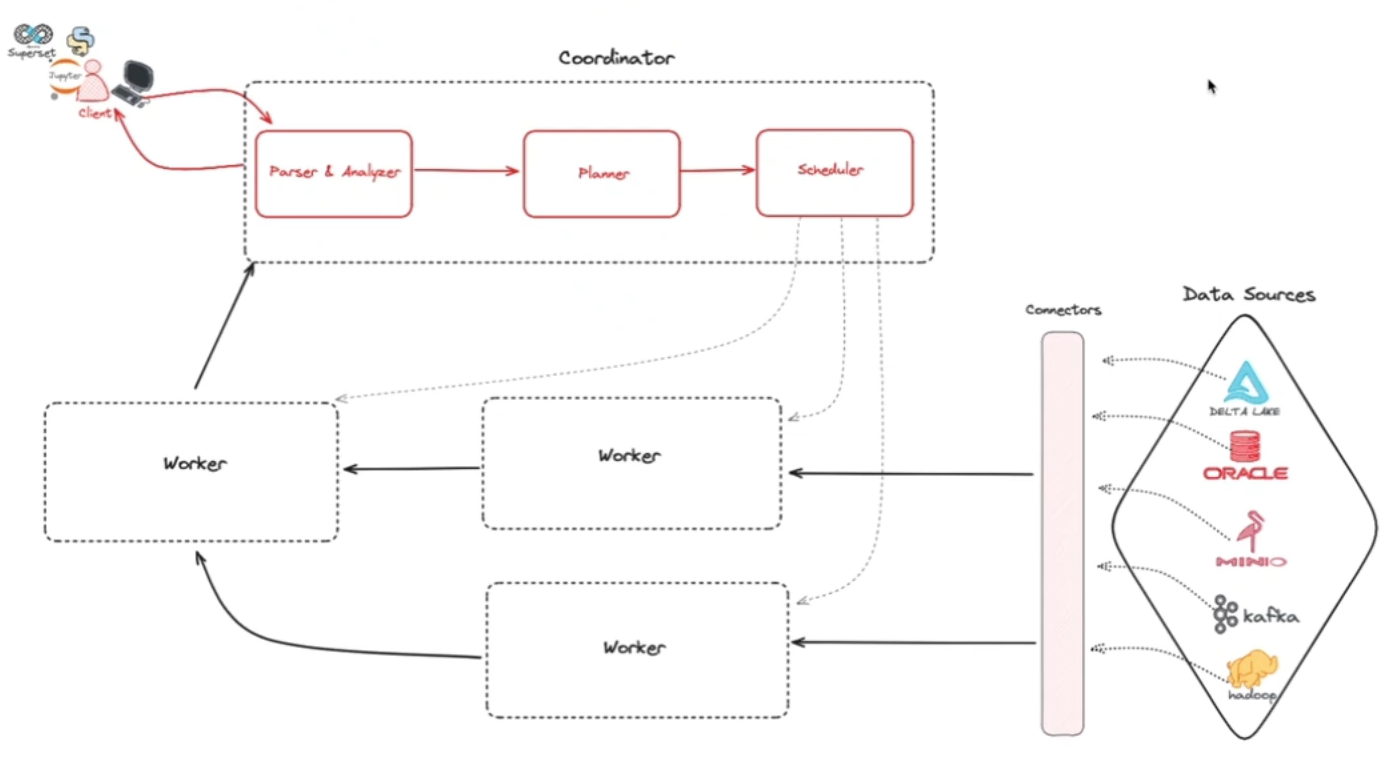 Superset
Jupyter
Client
Coordinator
Parser & Analyzer
Planner
Scheduler
Data Sources
Connectors
DELTA LAKE
ORACLE
Worker
Worker
MINIO
kafka
Worker
hadoop